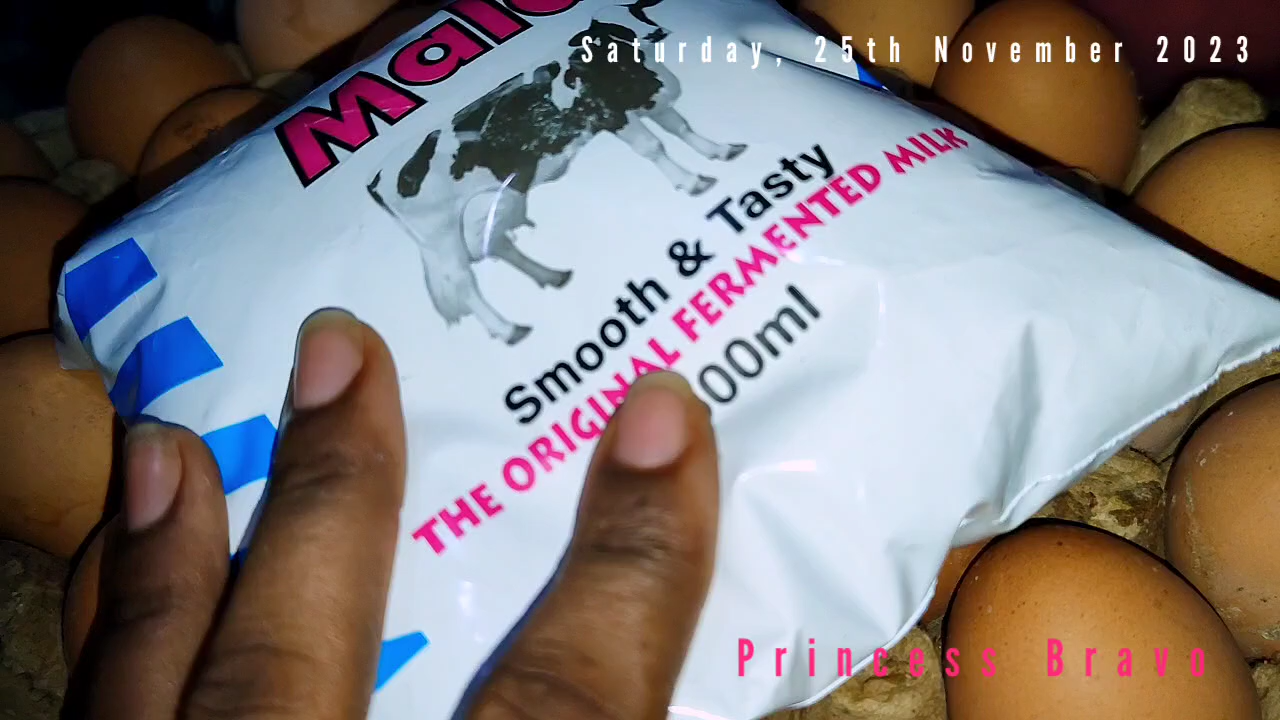 Saturday, 25th November 2023
Smooth & Tasty
THE ORIGINAL FERMENTED MILK
Princess Bravo